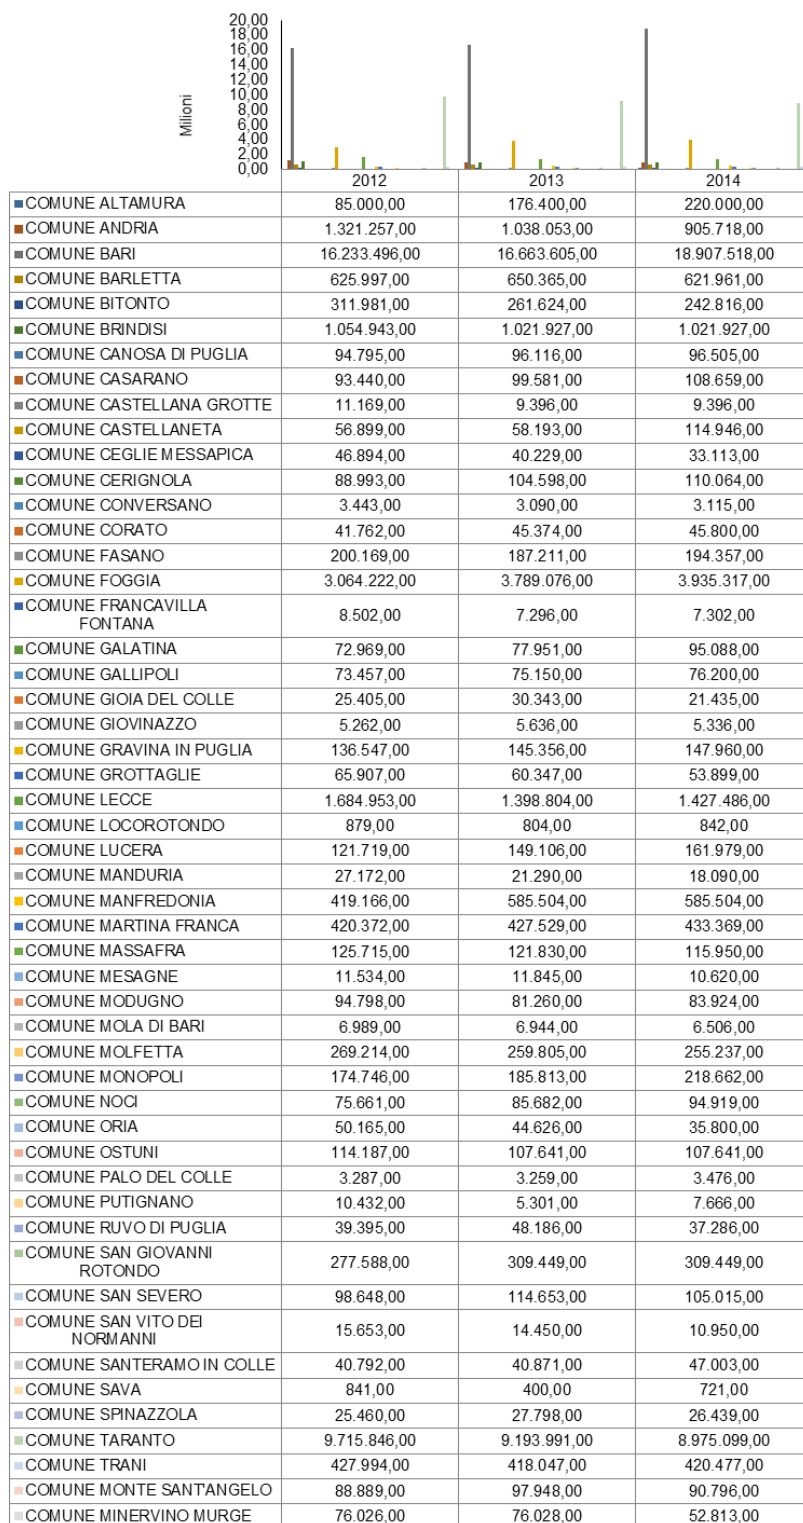 20,00
18,00
16,00
14,00
12,00
10,00
8,00
6,00
4,00
2,00
0,00
Milioni
2012 2013 2014
COMUNE ALTAMURA 85.000,00 176.400,00 220.000,00
COMUNE ANDRIA 1.321.257,00 1.038.053,00 905.718,00
COMUNE BARI 16.233.496,00 16.663.605,00 18.907.518,00
COMUNE BARLETTA 625.997,00 650.365,00 621.961,00
COMUNE BITONTO 311.981,00 261.624,00 242.816,00
COMUNE BRINDISI 1.054.943,00 1.021.927,00 1.021.927,00
COMUNE CANOSA DI PUGLIA 94.795,00 96.116,00 96.505,00
COMUNE CASARANO 93.440,00 99.581,00 108.659,00
COMUNE CASTELLANA GROTTE 11.169,00 9.396,00 9.396,00
COMUNE CASTELLANETA 56.899,00 58.193,00 114.946,00
COMUNE CEGLIE MESSAPICA 46.894,00 40.229,00 33.113,00
COMUNE CERIGNOLA 88.993,00 104.598,00 110.064,00
COMUNE CONVERSANO 3.443,00 3.090,00 3.115,00
COMUNE CORATO 41.762,00 45.374,00 45.800,00
COMUNE FASANO 200.169,00 187.211,00 194.357,00
COMUNE FOGGIA 3.064.222,00 3.789.076,00 3.935.317,00
COMUNE FRANCAVILLA
FONTANA 8.502,00 7.296,00 7.302,00
COMUNE GALATINA 72.969,00 77.951,00 95.088,00
COMUNE GALLIPOLI 73.457,00 75.150,00 76.200,00
COMUNE GIOIA DEL COLLE 25.405,00 30.343,00 21.435,00
COMUNE GIOVINAZZO 5.262,00 5.636,00 5.336,00
COMUNE GRAVINA IN PUGLIA 136.547,00 145.356,00 147.960,00
COMUNE GROTTAGLIE 65.907,00 60.347,00 53.899,00
COMUNE LECCE 1.684.953,00 1.398.804,00 1.427.486,00
COMUNE LOCOROTONDO 879,00 804,00 842,00
COMUNE LUCERA 121.719,00 149.106,00 161.979,00
COMUNE MANDURIA 27.172,00 21.290,00 18.090,00
COMUNE MANFREDONIA 419.166,00 585.504,00 585.504,00
COMUNE MARTINA FRANCA 420.372,00 427.529,00 433.369,00
COMUNE MASSAFRA 125.715,00 121.830,00 115.950,00
COMUNE MESAGNE 11.534,00 11.845,00 10.620,00
COMUNE MODUGNO 94.798,00 81.260,00 83.924,00
COMUNE MOLA DI BARI 6.989,00 6.944,00 6.506,00
COMUNE MOLFETTA 269.214,00 259.805,00 255.237,00
COMUNE MONOPOLI 174.746,00 185.813,00 218.662,00
COMUNE NOCI 75.661,00 85.682,00 94.919,00
COMUNE ORIA 50.165,00 44.626,00 35.800,00
COMUNE OSTUNI 114.187,00 107.641,00 107.641,00
COMUNE PALO DEL COLLE 3.287,00 3.259,00 3.476,00
COMUNE PUTIGNANO 10.432,00 5.301,00 7.666,00
COMUNE RUVO DI PUGLIA 39.395,00 48.186,00 37.286,00
COMUNE SAN GIOVANNI
ROTONDO 277.588,00 309.449,00 309.449,00
COMUNE SAN SEVERO 98.648,00 114.653,00 105.015,00
COMUNE SAN VITO DEI
NORMANNI 15.653,00 14.450,00 10.950,00
COMUNE SANTERAMO IN COLLE 40.792,00 40.871,00 47.003,00
COMUNE SAVA 841,00 400,00 721,00
COMUNE SPINAZZOLA 25.460,00 27.798,00 26.439,00
COMUNE TARANTO 9.715.846,00 9.193.991,00 8.975.099,00
COMUNE TRANI 427.994,00 418.047,00 420.477,00
COMUNE MONTE SANT'ANGELO 88.889,00 97.948,00 90.796,00
COMUNE MINERVINO MURGE 76.026,00 76.028,00 52.813,00